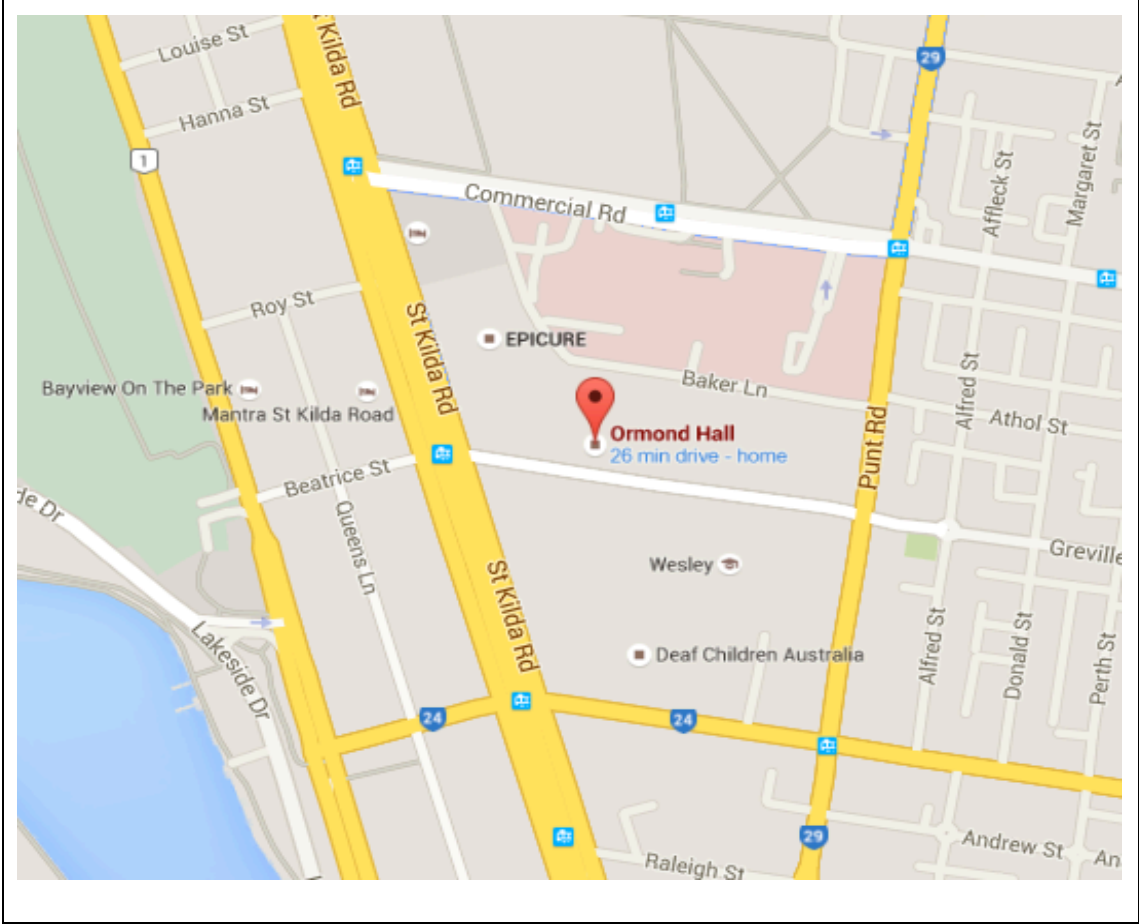 Louise St
Kilda Rd
29
Hanna St
1
Affleck St
Margaret St
Commercial Rd
Roy St
St Kilda Rd
EPICURE
Baker Ln
Bayview On The Park
Mantra St Kilda Road
Alfred St
Athol St
Ormond Hall
26 min drive - home
Punt Rd
Beatrice St
Queens Ln
Greville
Wesley
St Kilda Rd
Deaf Children Australia
Lakeside Dr
Alfred St
Donald St
Perth St
24
24
29
Andrew St
Raleigh St